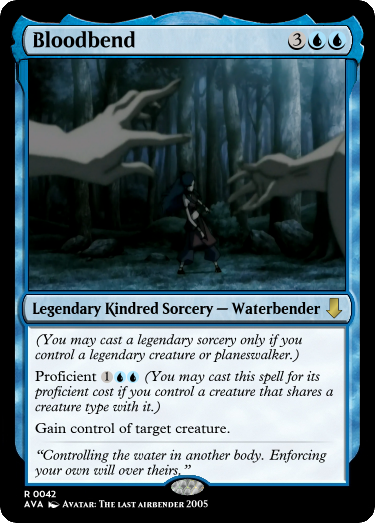 Bloodbend 3
Legendary Kindred Sorcery — Waterbender
(You may cast a legendary sorcery only if you
control a legendary creature or planeswalker.)
Proficient 1 (You may cast this spell for its
proficient cost if you control a creature that shares a
creature type with it.)
Gain control of target creature.
“Controlling the water in another body. Enforcing
your own will over theirs.”
R 0042
AVA Avatar: The last airbender 2005